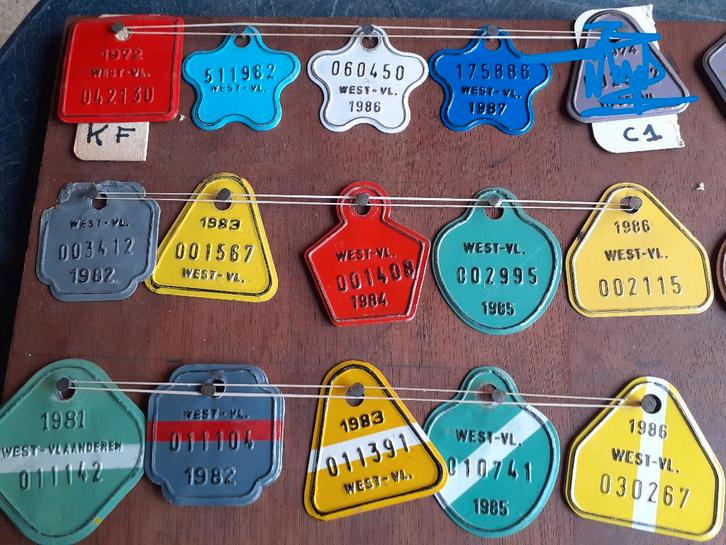 1972
WEST-VL.
042130
KF
511962
WEST-VL.
060450
WEST-VL.
1986
175886
WEST-VL.
1987
C1
WEST-VL.
003412
1982
1983
001567
WEST-VL.
WEST-VL.
001408
1984
WEST-VL.
002995
1985
1986
WEST-VL.
002115
1981
WEST-VLAANDEREN
011142
WEST-VL.
011104
1982
1983
011391
WEST-VL.
WEST-VL.
010741
1985
1986
WEST-VL.
030267